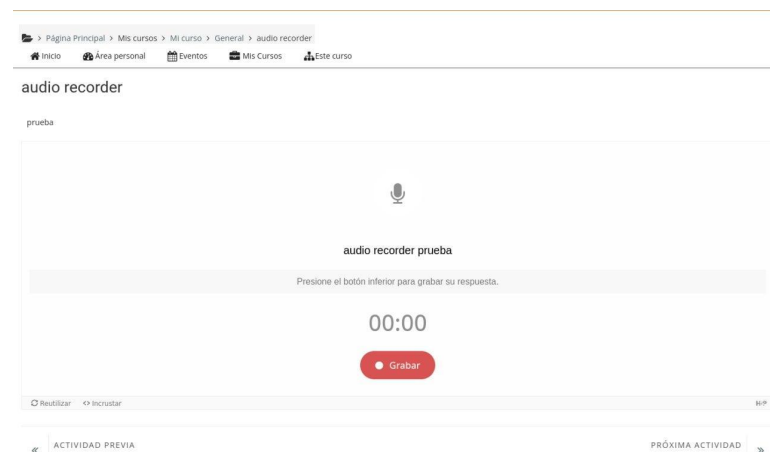 > Página Principal > Mis cursos > Mi curso > General > audio recorder
Inicio Área personal Eventos Mis Cursos Este curso
audio recorder
prueba
audio recorder prueba
Presione el botón inferior para grabar su respuesta.
00:00
Grabar
Reutilizar <> Incrustar H-P
« ACTIVIDAD PREVIA PRÓXIMA ACTIVIDAD »